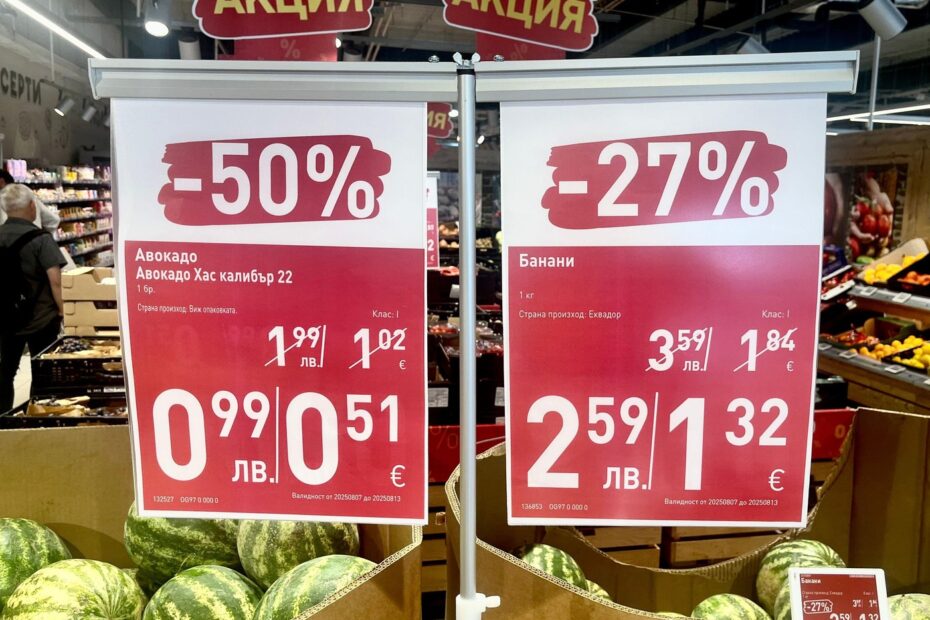 АКЦИЯ
АКЦИЯ
-50%
Авокадо
Авокадо Хас калибър 22
1 бр.
Страна произход: Виж опаковката.
Клас: I
1 99 лв. 1 02 €
0 99 лв. 0 51 €
132527 OG97 0 000 0
Валидност от 20250807 до 20250813
-27%
Банани
1 кг
Страна произход: Еквадор
Клас: I
3 59 лв. 1 84 €
2 59 лв. 1 32 €
136853 OG97 0 000 0
Валидност от 20250807 до 20250813
Банани
-27%